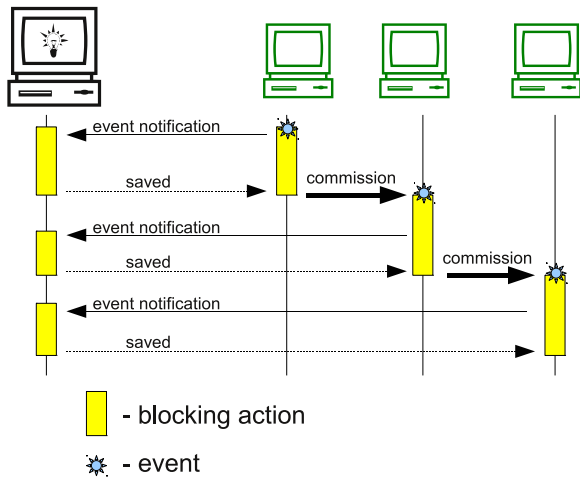 event notification
saved
commission
event notification
saved
commission
event notification
saved
- blocking action
- event